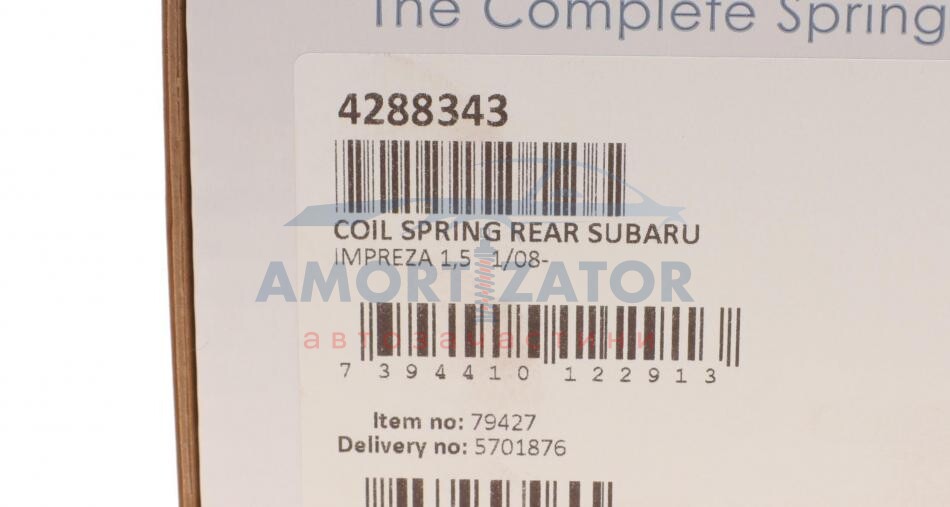 The Complete Spring
4288343
COIL SPRING REAR SUBARU
IMPREZA 1,5 1/08-
AMORTIZATOR
автозапчастини
7 394410 122913
Item no: 79427
Delivery no: 5701876